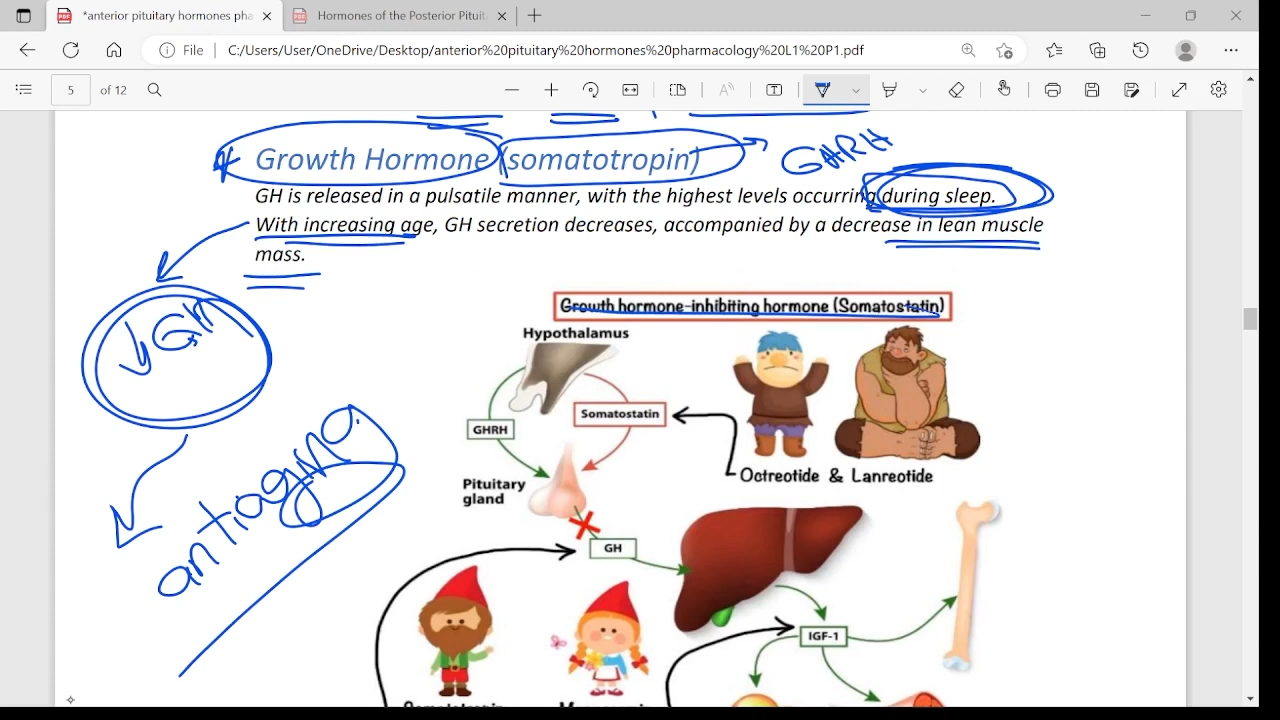 *anterior pituitary hormones pha
Hormones of the Posterior Pituit
File
C:/Users/User/OneDrive/Desktop/anterior%20pituitary%20hormones%20pharmacology%20L1%20P1.pdf
5 of 12
Growth Hormone (somatotropin)
GHRH
GH is released in a pulsatile manner, with the highest levels occurring during sleep.
With increasing age, GH secretion decreases, accompanied by a decrease in lean muscle
mass.
↓GH
antiaging
Growth hormone-inhibiting hormone (Somatostatin)
Hypothalamus
Somatostatin
GHRH
Octreotide & Lanreotide
Pituitary
gland
GH
IGF-1